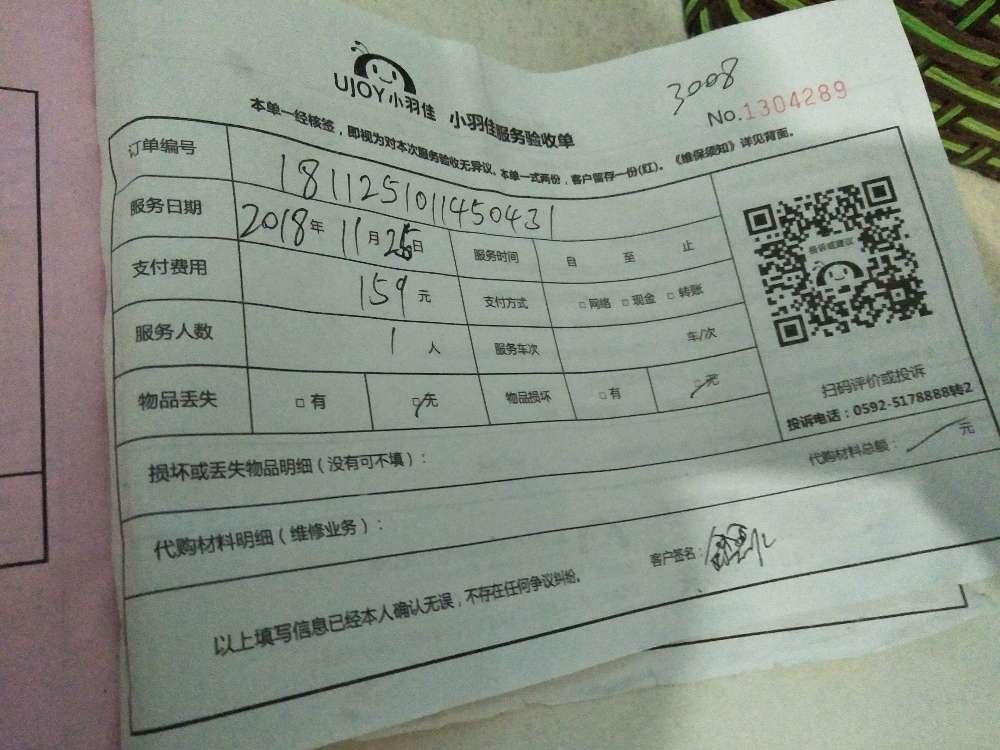 3008
UJOY小羽佳 小羽佳服务验收单
No.1304289
本单一经核签，即视为对本次服务验收无异议。本单一式两份，客户留存一份(红)。《维保须知》详见背面。
订单编号 181125101145043​1
服务日期 2018年 11月 25日 服务时间 自 至 止
支付费用 159 元 支付方式 □网络 □现金 □转账
服务人数 1 人 服务车次 车/次
物品丢失 □有 □无 物品损坏 □有 □无
投诉或建议
扫码评价或投诉
投诉电话：0592-5178888转2
损坏或丢失物品明细（没有可不填）：
代购材料总额： 元
代购材料明细（维修业务）：
客户签名：
以上填写信息已经本人确认无误，不存在任何争议纠纷。